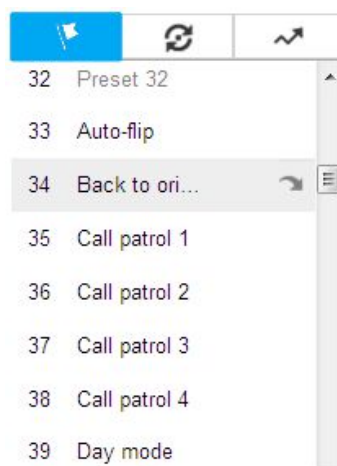 32 Preset 32
33 Auto-flip
34 Back to ori...
35 Call patrol 1
36 Call patrol 2
37 Call patrol 3
38 Call patrol 4
39 Day mode